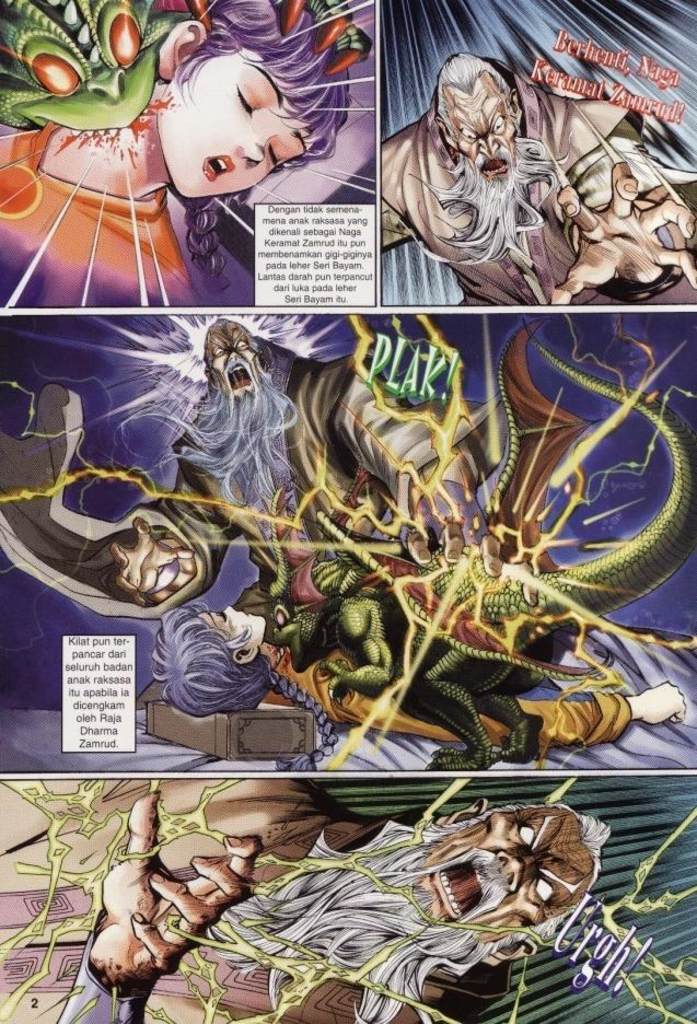 Dengan tidak semena-
mena anak raksasa yang
dikenali sebagai Naga
Keramat Zamrud itu pun
membenamkan gigi-giginya
pada leher Seri Bayam.
Lantas darah pun terpancut
dari luka pada leher
Seri Bayam itu.
Berhenti, Naga
Keramat Zamrud!
PLAK!
Kilat pun ter-
pancar dari
seluruh badan
anak raksasa
itu apabila ia
dicengkam
oleh Raja
Dharma
Zamrud.
Urgh!
2